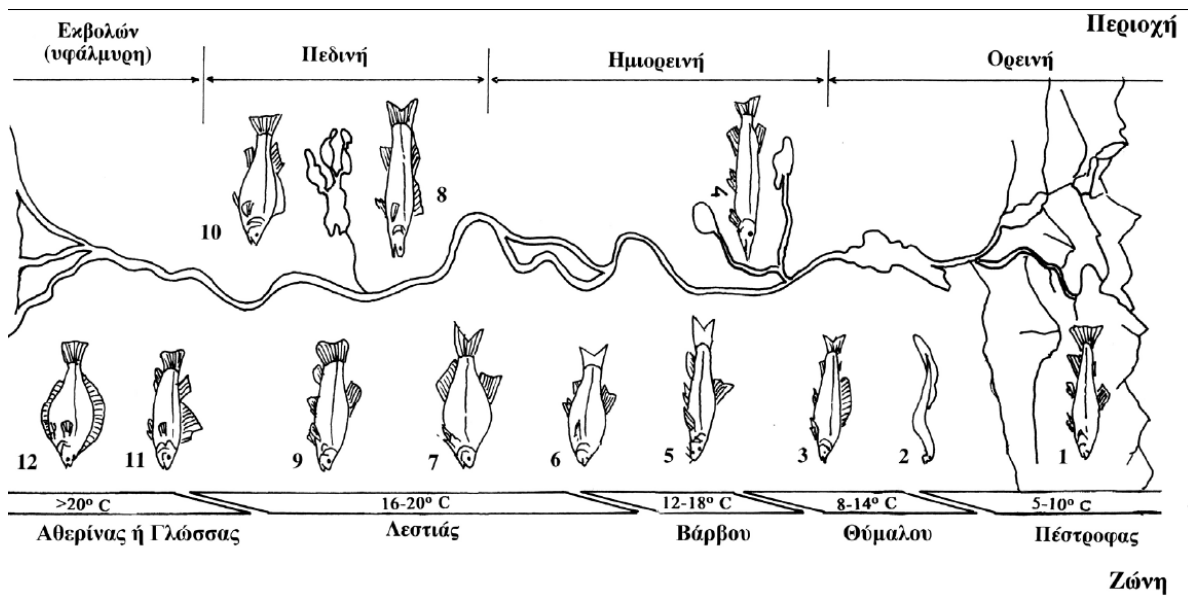 Περιοχή
Εκβολών
(υφάλμυρη)
Πεδινή
Ημιορεινή
Ορεινή
10
8
4
12
11
9
7
6
5
3
2
1
>20° C
16-20° C
12-18° C
8-14° C
5-10° C
Αθερίνας ή Γλώσσας
Λεστιάς
Βάρβου
Θύμαλου
Πέστροφας
Ζώνη